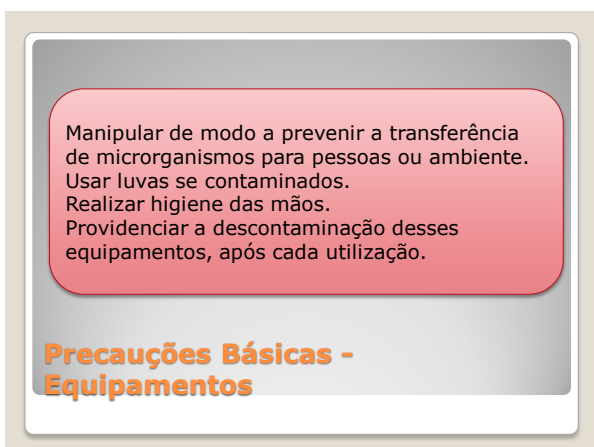 Manipular de modo a prevenir a transferência
de microrganismos para pessoas ou ambiente.
Usar luvas se contaminados.
Realizar higiene das mãos.
Providenciar a descontaminação desses
equipamentos, após cada utilização.
Precauções Básicas -
Equipamentos